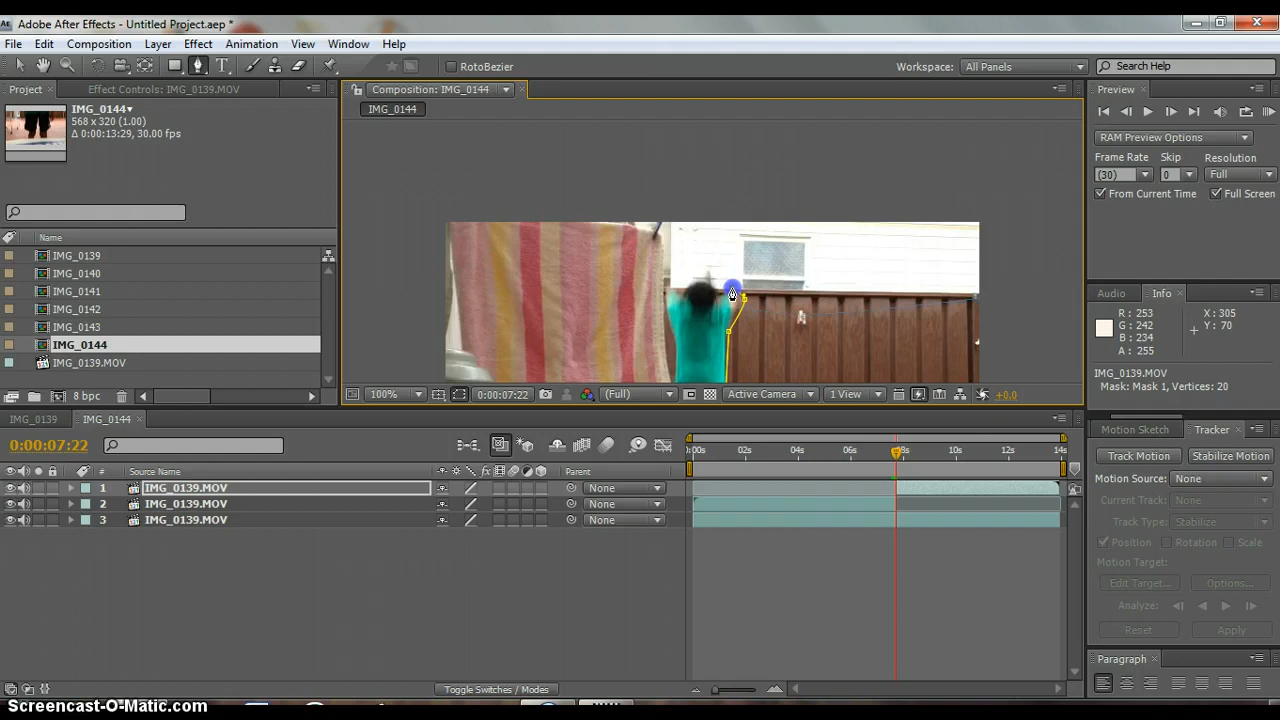 Adobe After Effects - Untitled Project.aep *
File Edit Composition Layer Effect Animation View Window Help
RotoBezier
Workspace: All Panels
Search Help
Project
Effect Controls: IMG_0139.MOV
IMG_0144▾
568 x 320 (1.00)
Δ 0:00:13:29, 30.00 fps
Name
IMG_0139
IMG_0140
IMG_0141
IMG_0142
IMG_0143
IMG_0144
IMG_0139.MOV
8 bpc
Composition: IMG_0144
IMG_0144
100%
0:00:07:22
(Full)
Active Camera
1 View
+0.0
Preview
RAM Preview Options
Frame Rate Skip Resolution
(30) 0 Full
From Current Time Full Screen
Audio Info
R: 253
G: 242
B: 234
A: 255
X: 305
Y: 70
IMG_0139.MOV
Mask: Mask 1, Vertices: 20
Motion Sketch Tracker
Track Motion Stabilize Motion
Motion Source: None
Current Track: None
Track Type: Stabilize
Position Rotation Scale
Motion Target:
Edit Target... Options...
Analyze:
Reset Apply
Paragraph
IMG_0139 IMG_0144
0:00:07:22
# Source Name Parent
1 IMG_0139.MOV None
2 IMG_0139.MOV None
3 IMG_0139.MOV None
:00s 02s 04s 06s 08s 10s 12s 14s
Toggle Switches / Modes
Screencast-O-Matic.com